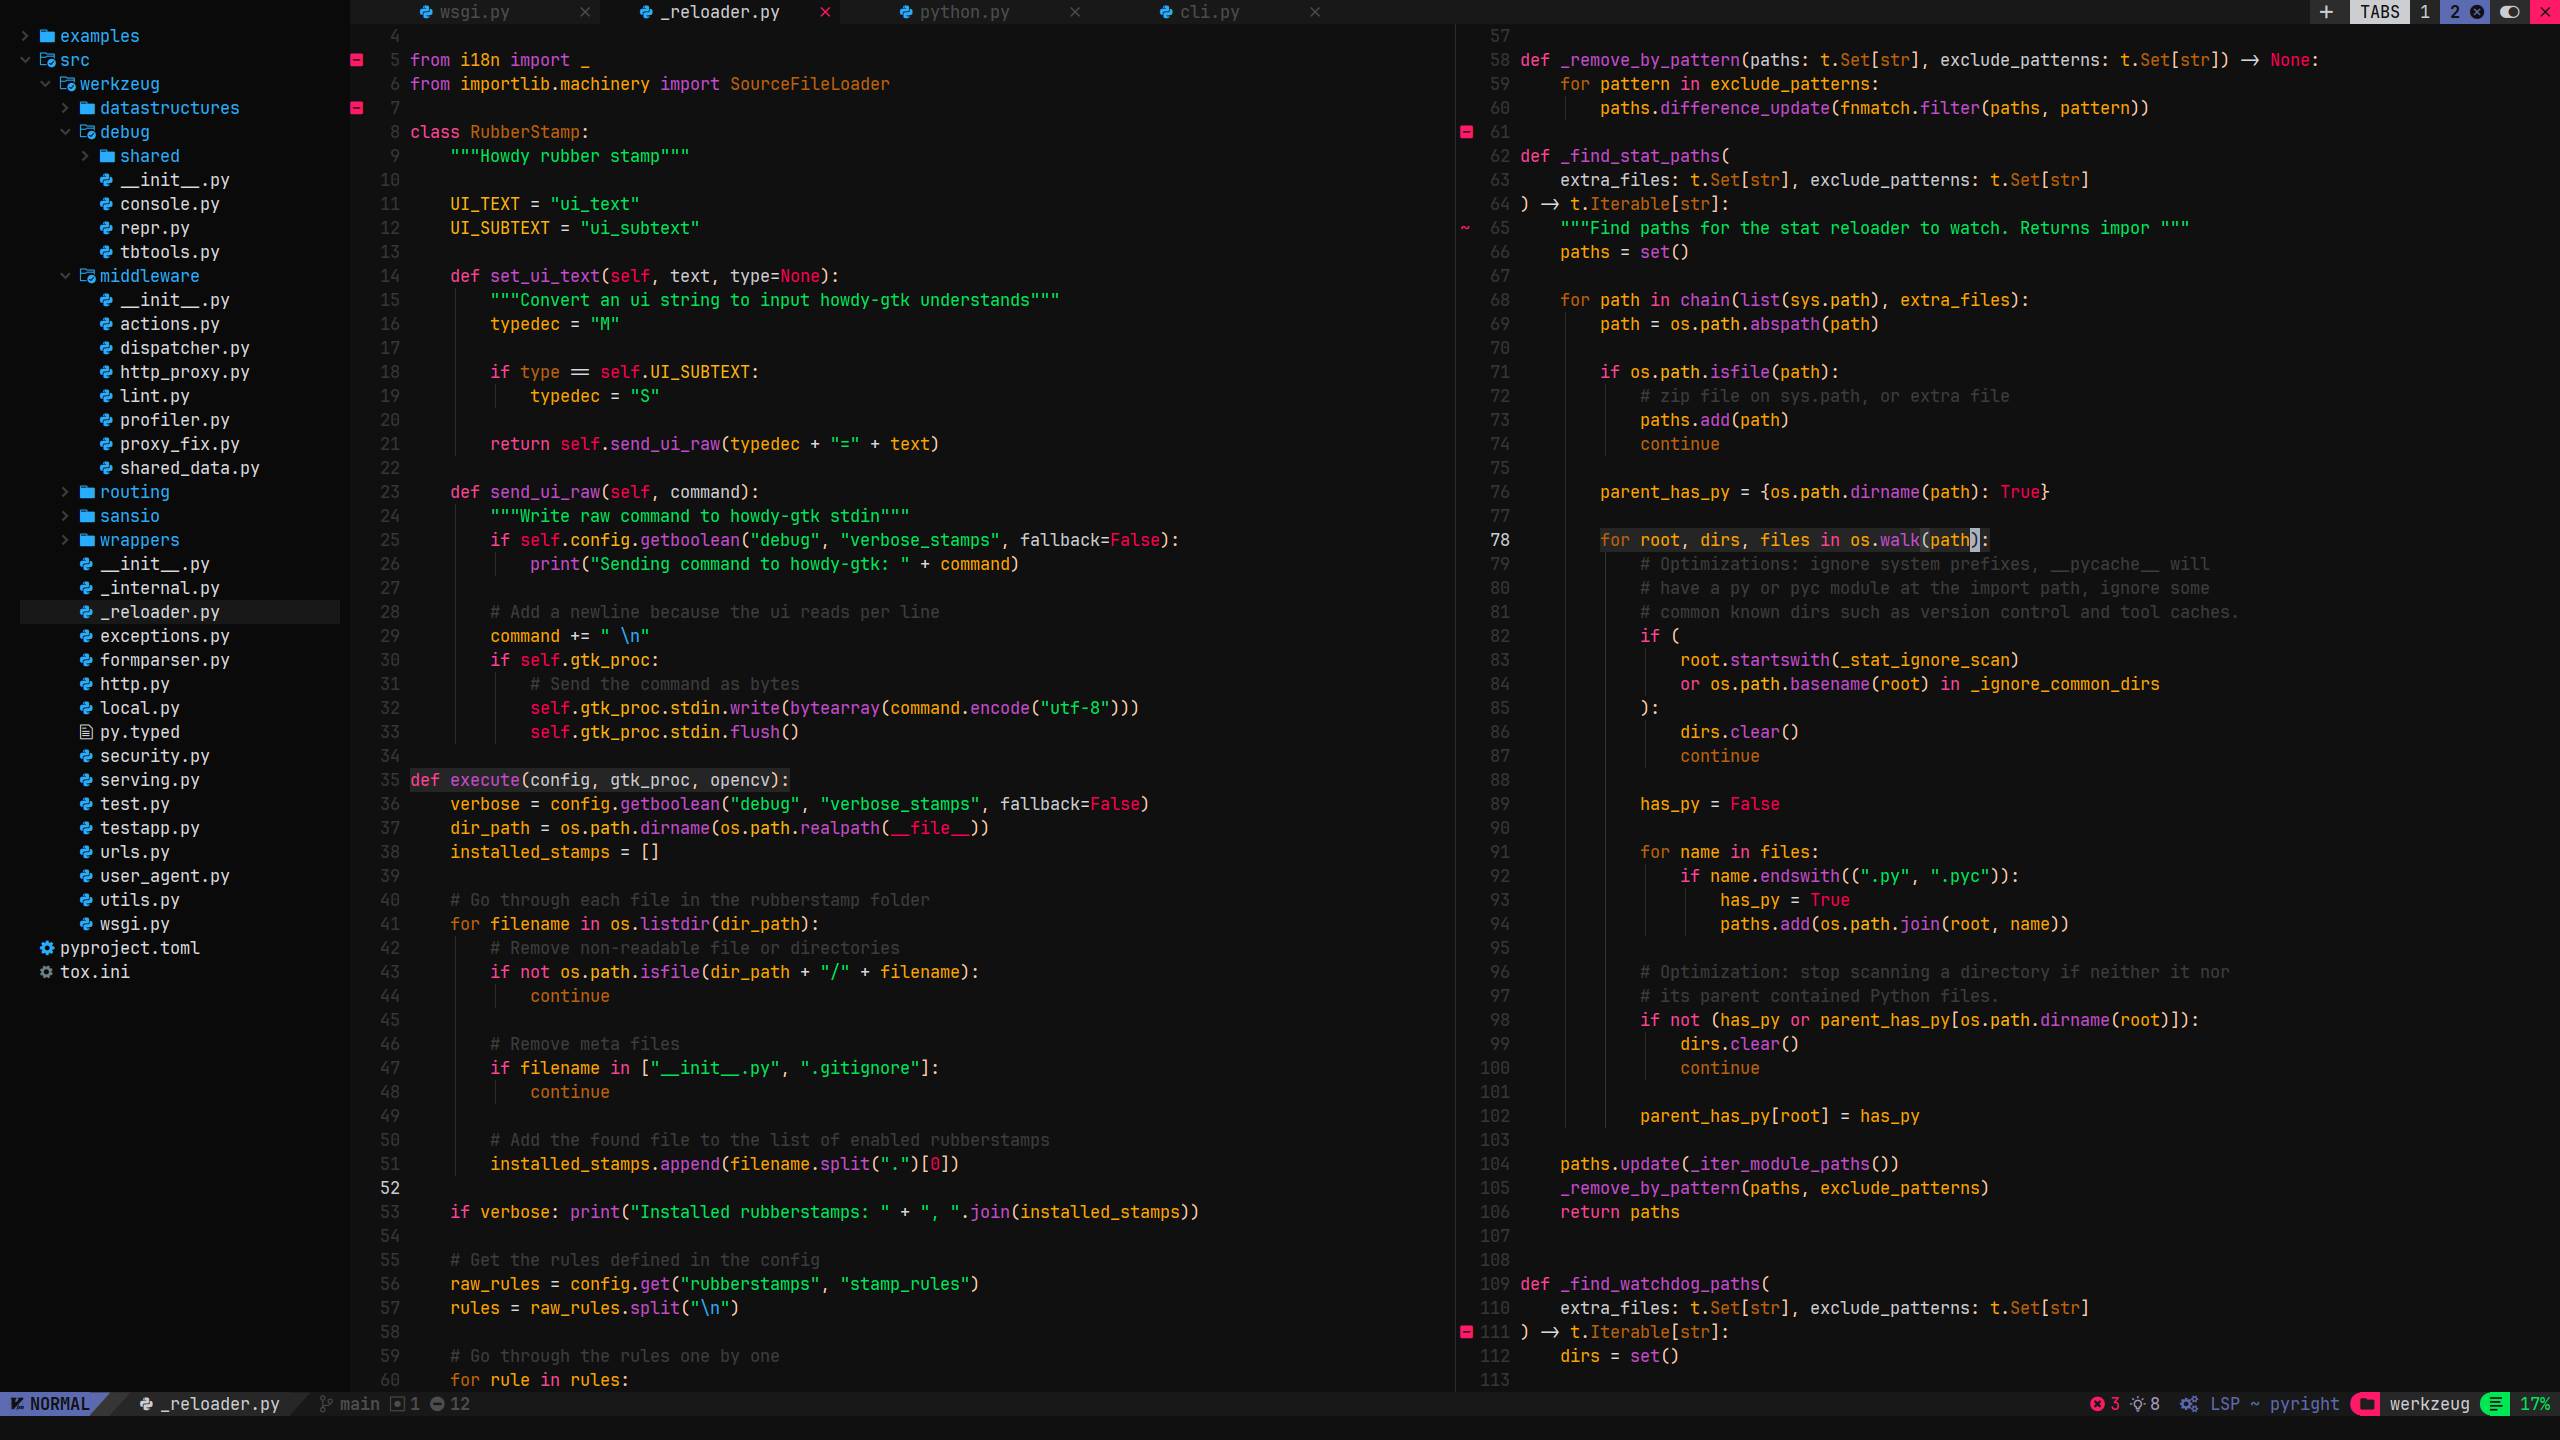 wsgi.py
_reloader.py
python.py
cli.py
TABS 1 2
examples
src
werkzeug
datastructures
debug
shared
__init__.py
console.py
repr.py
tbtools.py
middleware
__init__.py
actions.py
dispatcher.py
http_proxy.py
lint.py
profiler.py
proxy_fix.py
shared_data.py
routing
sansio
wrappers
__init__.py
_internal.py
_reloader.py
exceptions.py
formparser.py
http.py
local.py
py.typed
security.py
serving.py
test.py
testapp.py
urls.py
user_agent.py
utils.py
wsgi.py
pyproject.toml
tox.ini
4
5 from i18n import _
6 from importlib.machinery import SourceFileLoader
7
8 class RubberStamp:
9     """Howdy rubber stamp"""
10
11     UI_TEXT = "ui_text"
12     UI_SUBTEXT = "ui_subtext"
13
14     def set_ui_text(self, text, type=None):
15         """Convert an ui string to input howdy-gtk understands"""
16         typedec = "M"
17
18         if type == self.UI_SUBTEXT:
19             typedec = "S"
20
21         return self.send_ui_raw(typedec + "=" + text)
22
23     def send_ui_raw(self, command):
24         """Write raw command to howdy-gtk stdin"""
25         if self.config.getboolean("debug", "verbose_stamps", fallback=False):
26             print("Sending command to howdy-gtk: " + command)
27
28         # Add a newline because the ui reads per line
29         command += " \n"
30         if self.gtk_proc:
31             # Send the command as bytes
32             self.gtk_proc.stdin.write(bytearray(command.encode("utf-8")))
33             self.gtk_proc.stdin.flush()
34
35 def execute(config, gtk_proc, opencv):
36     verbose = config.getboolean("debug", "verbose_stamps", fallback=False)
37     dir_path = os.path.dirname(os.path.realpath(__file__))
38     installed_stamps = []
39
40     # Go through each file in the rubberstamp folder
41     for filename in os.listdir(dir_path):
42         # Remove non-readable file or directories
43         if not os.path.isfile(dir_path + "/" + filename):
44             continue
45
46         # Remove meta files
47         if filename in ["__init__.py", ".gitignore"]:
48             continue
49
50         # Add the found file to the list of enabled rubberstamps
51         installed_stamps.append(filename.split(".")[0])
52
53     if verbose: print("Installed rubberstamps: " + ", ".join(installed_stamps))
54
55     # Get the rules defined in the config
56     raw_rules = config.get("rubberstamps", "stamp_rules")
57     rules = raw_rules.split("\n")
58
59     # Go through the rules one by one
60     for rule in rules:
57
58 def _remove_by_pattern(paths: t.Set[str], exclude_patterns: t.Set[str]) -> None:
59     for pattern in exclude_patterns:
60         paths.difference_update(fnmatch.filter(paths, pattern))
61
62 def _find_stat_paths(
63     extra_files: t.Set[str], exclude_patterns: t.Set[str]
64 ) -> t.Iterable[str]:
~ 65     """Find paths for the stat reloader to watch. Returns impor """
66     paths = set()
67
68     for path in chain(list(sys.path), extra_files):
69         path = os.path.abspath(path)
70
71         if os.path.isfile(path):
72             # zip file on sys.path, or extra file
73             paths.add(path)
74             continue
75
76         parent_has_py = {os.path.dirname(path): True}
77
78         for root, dirs, files in os.walk(path):
79             # Optimizations: ignore system prefixes, __pycache__ will
80             # have a py or pyc module at the import path, ignore some
81             # common known dirs such as version control and tool caches.
82             if (
83                 root.startswith(_stat_ignore_scan)
84                 or os.path.basename(root) in _ignore_common_dirs
85             ):
86                 dirs.clear()
87                 continue
88
89             has_py = False
90
91             for name in files:
92                 if name.endswith((".py", ".pyc")):
93                     has_py = True
94                     paths.add(os.path.join(root, name))
95
96             # Optimization: stop scanning a directory if neither it nor
97             # its parent contained Python files.
98             if not (has_py or parent_has_py[os.path.dirname(root)]):
99                 dirs.clear()
100                 continue
101
102             parent_has_py[root] = has_py
103
104     paths.update(_iter_module_paths())
105     _remove_by_pattern(paths, exclude_patterns)
106     return paths
107
108
109 def _find_watchdog_paths(
110     extra_files: t.Set[str], exclude_patterns: t.Set[str]
111 ) -> t.Iterable[str]:
112     dirs = set()
113
NORMAL _reloader.py main 1 12 3 8 LSP ~ pyright werkzeug 17%